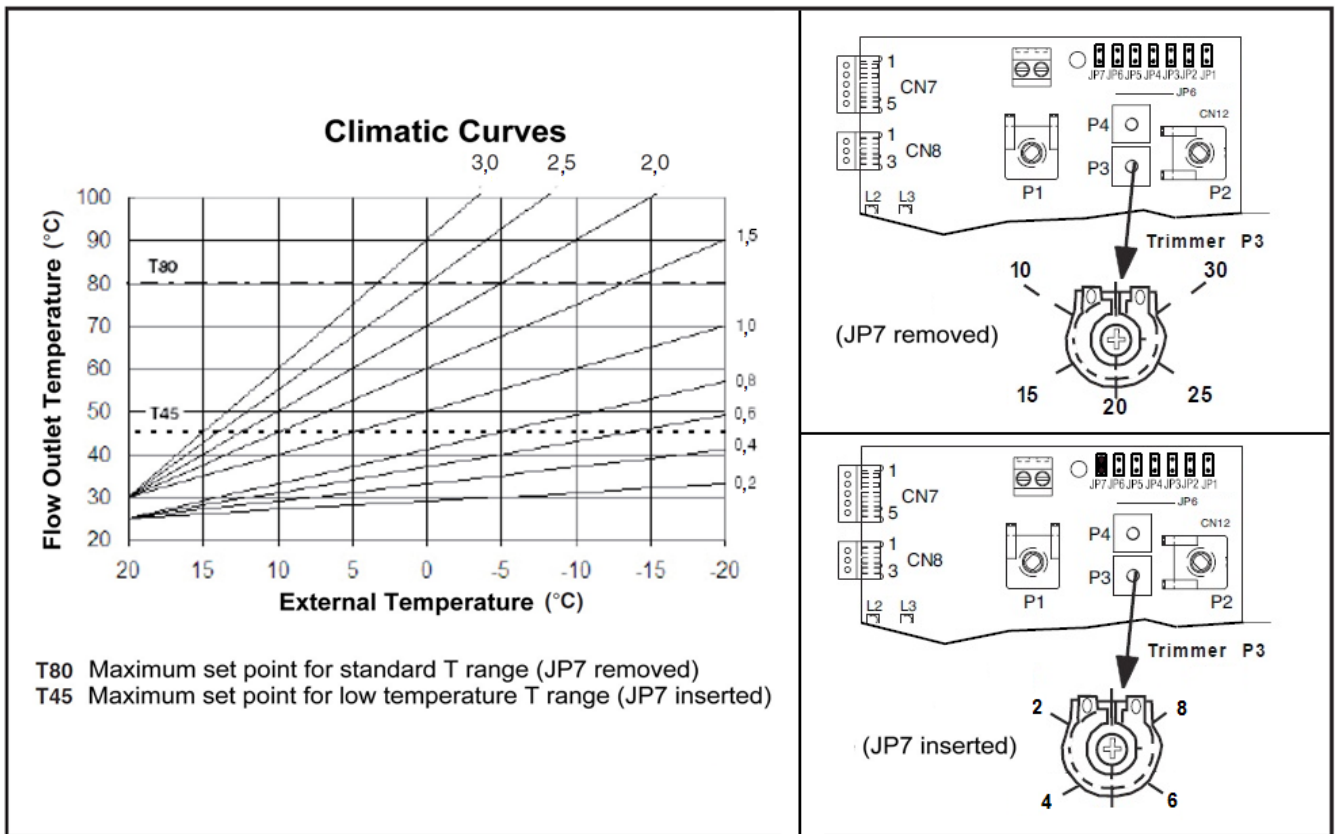 Climatic Curves
3,0 2,5 2,0
1,5
1,0
0,8
0,6
0,4
0,2
Flow Outlet Temperature (°C)
100
90
80
70
60
50
40
30
20
T80
T45
20 15 10 5 0 -5 -10 -15 -20
External Temperature (°C)
T80 Maximum set point for standard T range (JP7 removed)
T45 Maximum set point for low temperature T range (JP7 inserted)
1
CN7
5
1
CN8
3
L2 L3
JP7 JP6 JP5 JP4 JP3 JP2 JP1
JP6
P4
CN12
P3
P1
P2
Trimmer P3
10
30
(JP7 removed)
15
20
25
1
CN7
5
1
CN8
3
L2 L3
JP7 JP6 JP5 JP4 JP3 JP2 JP1
JP6
P4
CN12
P3
P1
P2
Trimmer P3
2
8
(JP7 inserted)
4
6